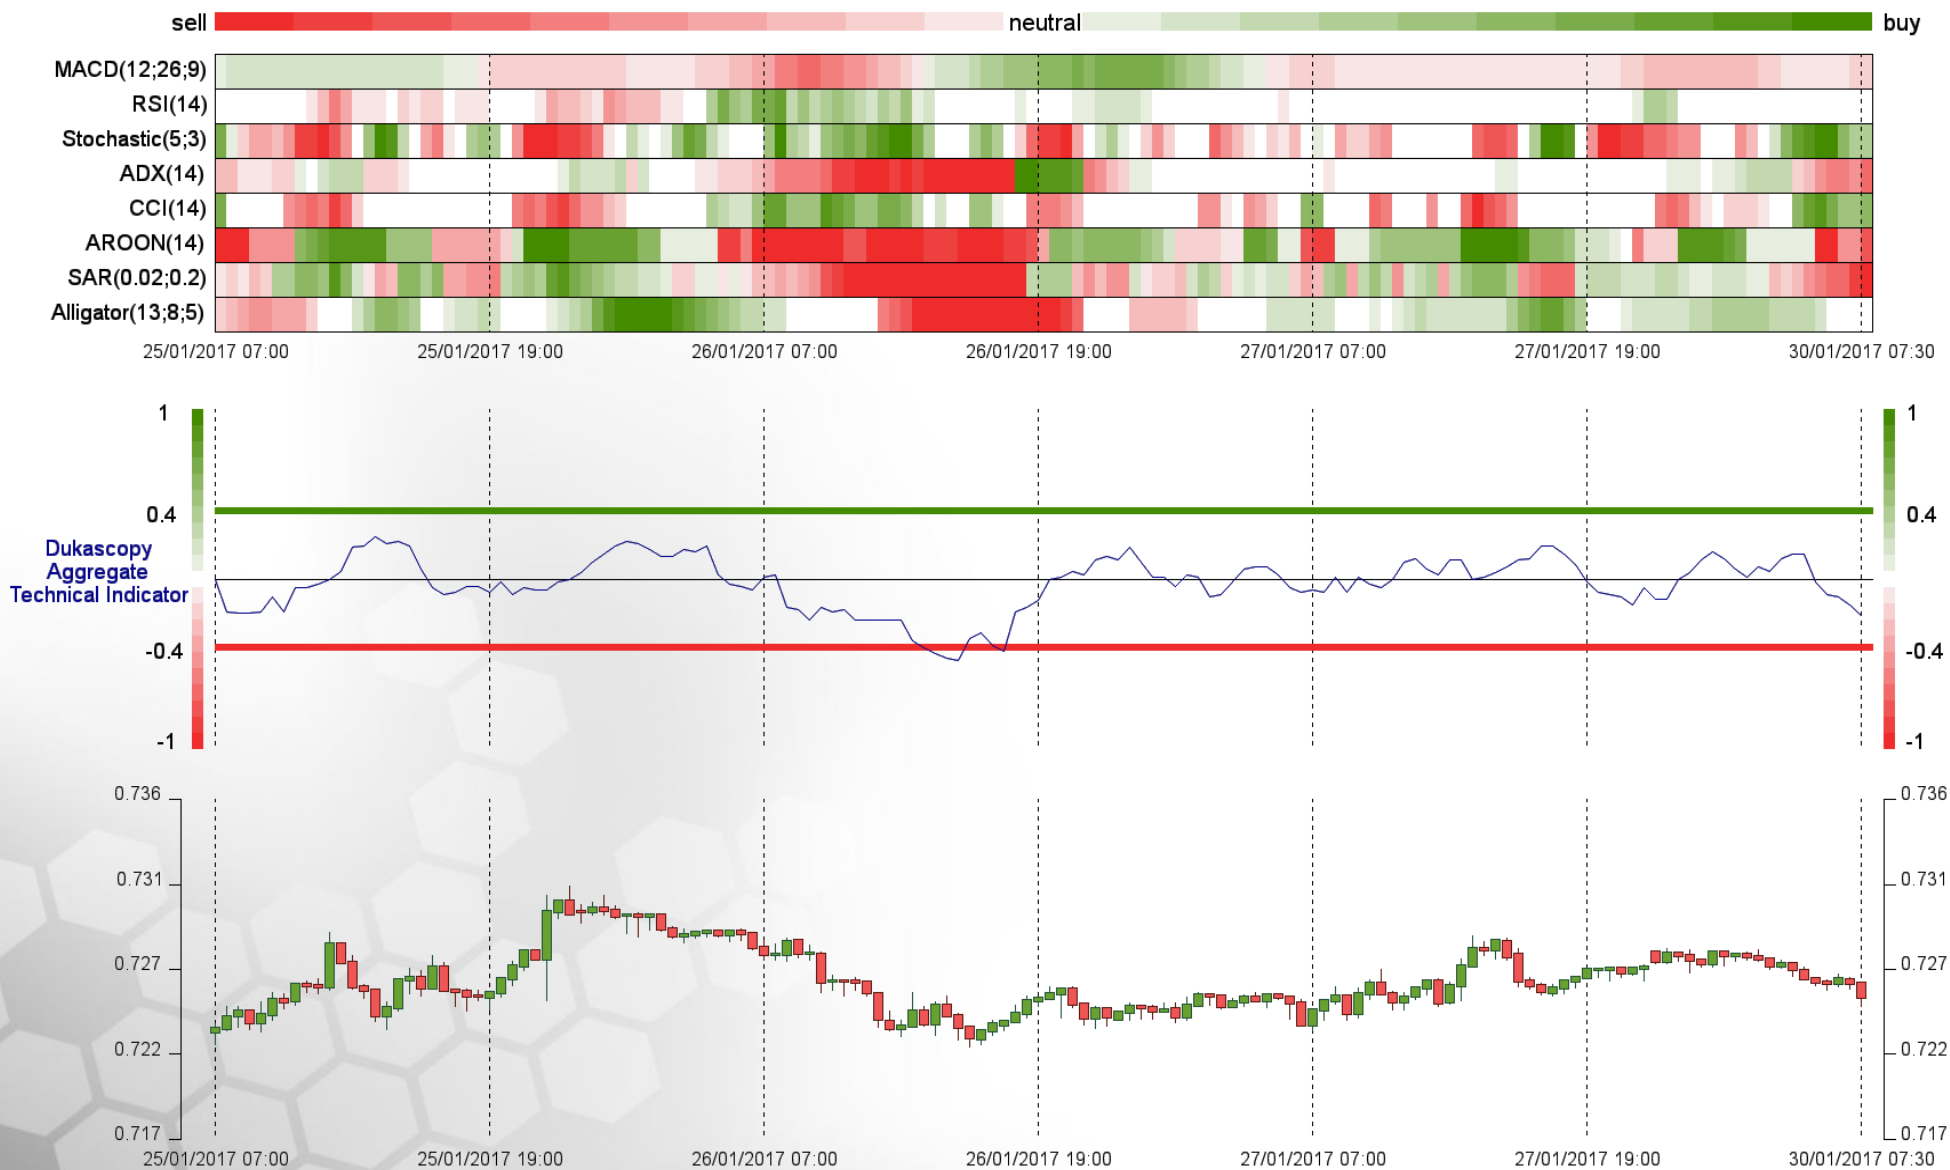 sell neutral buy
MACD(12;26;9)
RSI(14)
Stochastic(5;3)
ADX(14)
CCI(14)
AROON(14)
SAR(0.02;0.2)
Alligator(13;8;5)
25/01/2017 07:00 25/01/2017 19:00 26/01/2017 07:00 26/01/2017 19:00 27/01/2017 07:00 27/01/2017 19:00 30/01/2017 07:30
1 1
0.4 0.4
Dukascopy
Aggregate
Technical Indicator
-0.4 -0.4
-1 -1
0.736 0.736
0.731 0.731
0.727 0.727
0.722 0.722
0.717 0.717
25/01/2017 07:00 25/01/2017 19:00 26/01/2017 07:00 26/01/2017 19:00 27/01/2017 07:00 27/01/2017 19:00 30/01/2017 07:30